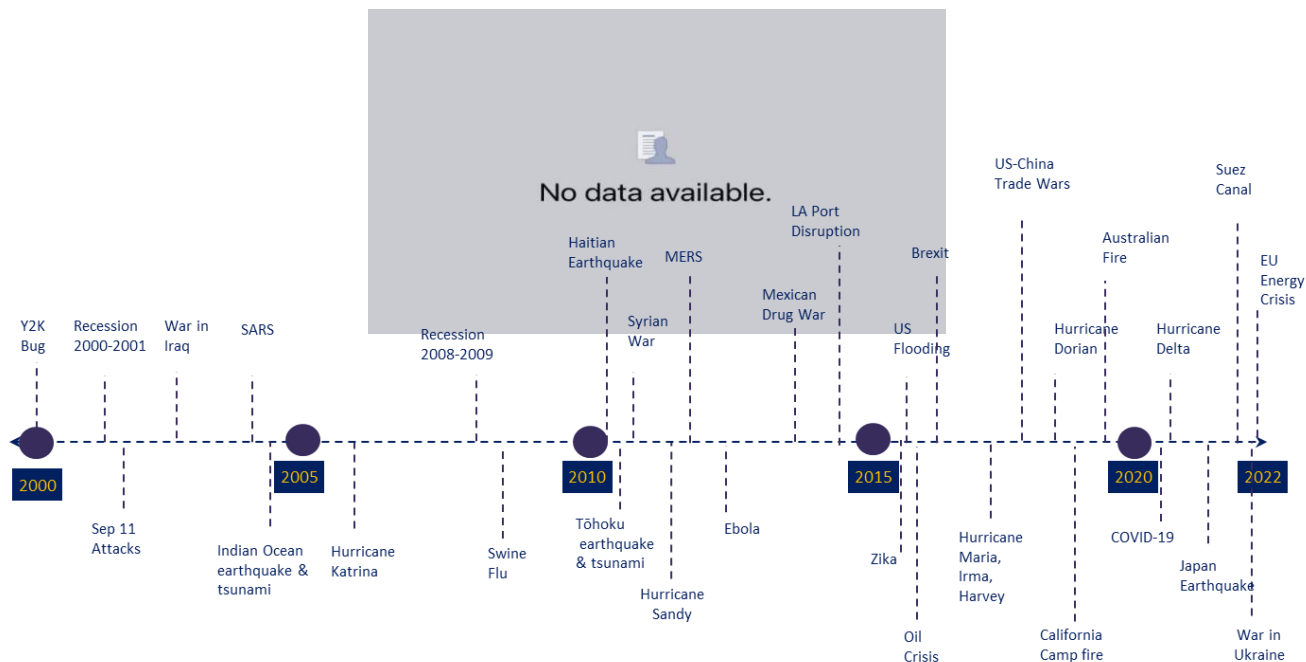 No data available.
US-China
Trade Wars
Suez
Canal
LA Port
Disruption
Haitian
Earthquake
MERS
Brexit
Australian
Fire
EU
Energy
Crisis
Mexican
Drug War
Y2K
Bug
Recession
2000-2001
War in
Iraq
SARS
Recession
2008-2009
Syrian
War
US
Flooding
Hurricane
Dorian
Hurricane
Delta
2000
2005
2010
2015
2020
2022
Sep 11
Attacks
Indian Ocean
earthquake &
tsunami
Hurricane
Katrina
Swine
Flu
Tōhoku
earthquake
& tsunami
Ebola
Hurricane
Sandy
Zika
Oil
Crisis
Hurricane
Maria,
Irma,
Harvey
California
Camp fire
COVID-19
Japan
Earthquake
War in
Ukraine